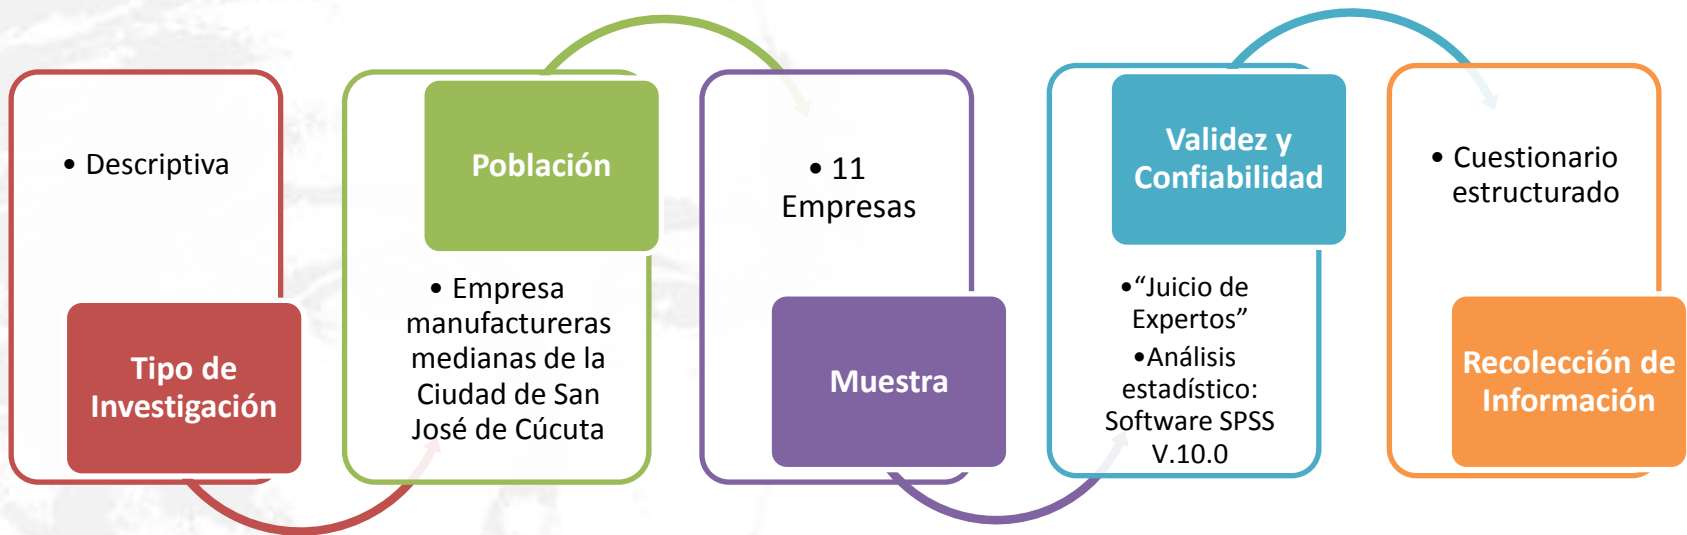 • Descriptiva
Tipo de
Investigación
Población
• Empresa
manufactureras
medianas de la
Ciudad de San
José de Cúcuta
• 11
Empresas
Muestra
Validez y
Confiabilidad
•“Juicio de
Expertos”
•Análisis
estadístico:
Software SPSS
V.10.0
• Cuestionario
estructurado
Recolección de
Información